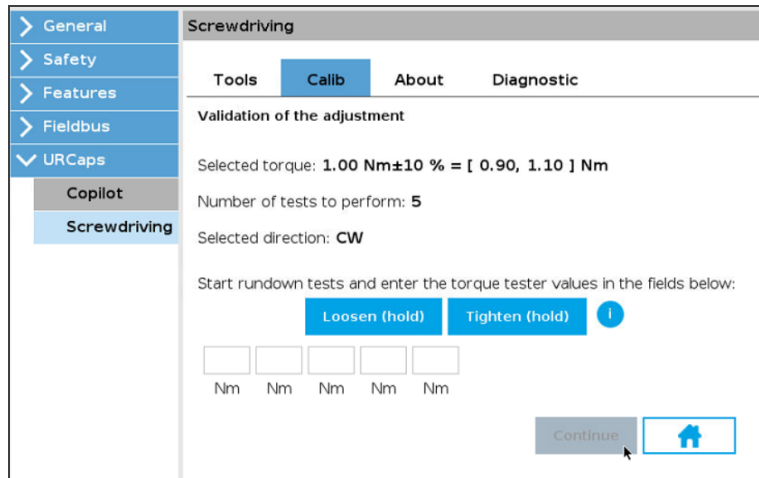 General
Safety
Features
Fieldbus
URCaps
Copilot
Screwdriving
Screwdriving
Tools Calib About Diagnostic
Validation of the adjustment
Selected torque: 1.00 Nm±10 % = [ 0.90, 1.10 ] Nm
Number of tests to perform: 5
Selected direction: CW
Start rundown tests and enter the torque tester values in the fields below:
Loosen (hold) Tighten (hold) i
Nm Nm Nm Nm Nm
Continue